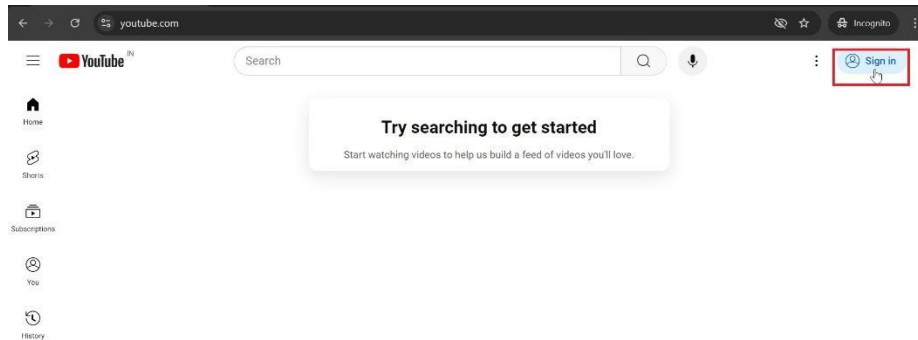 youtube.com
Incognito
YouTube IN
Search
Sign in
Home
Try searching to get started
Start watching videos to help us build a feed of videos you'll love.
Shorts
Subscriptions
You
History